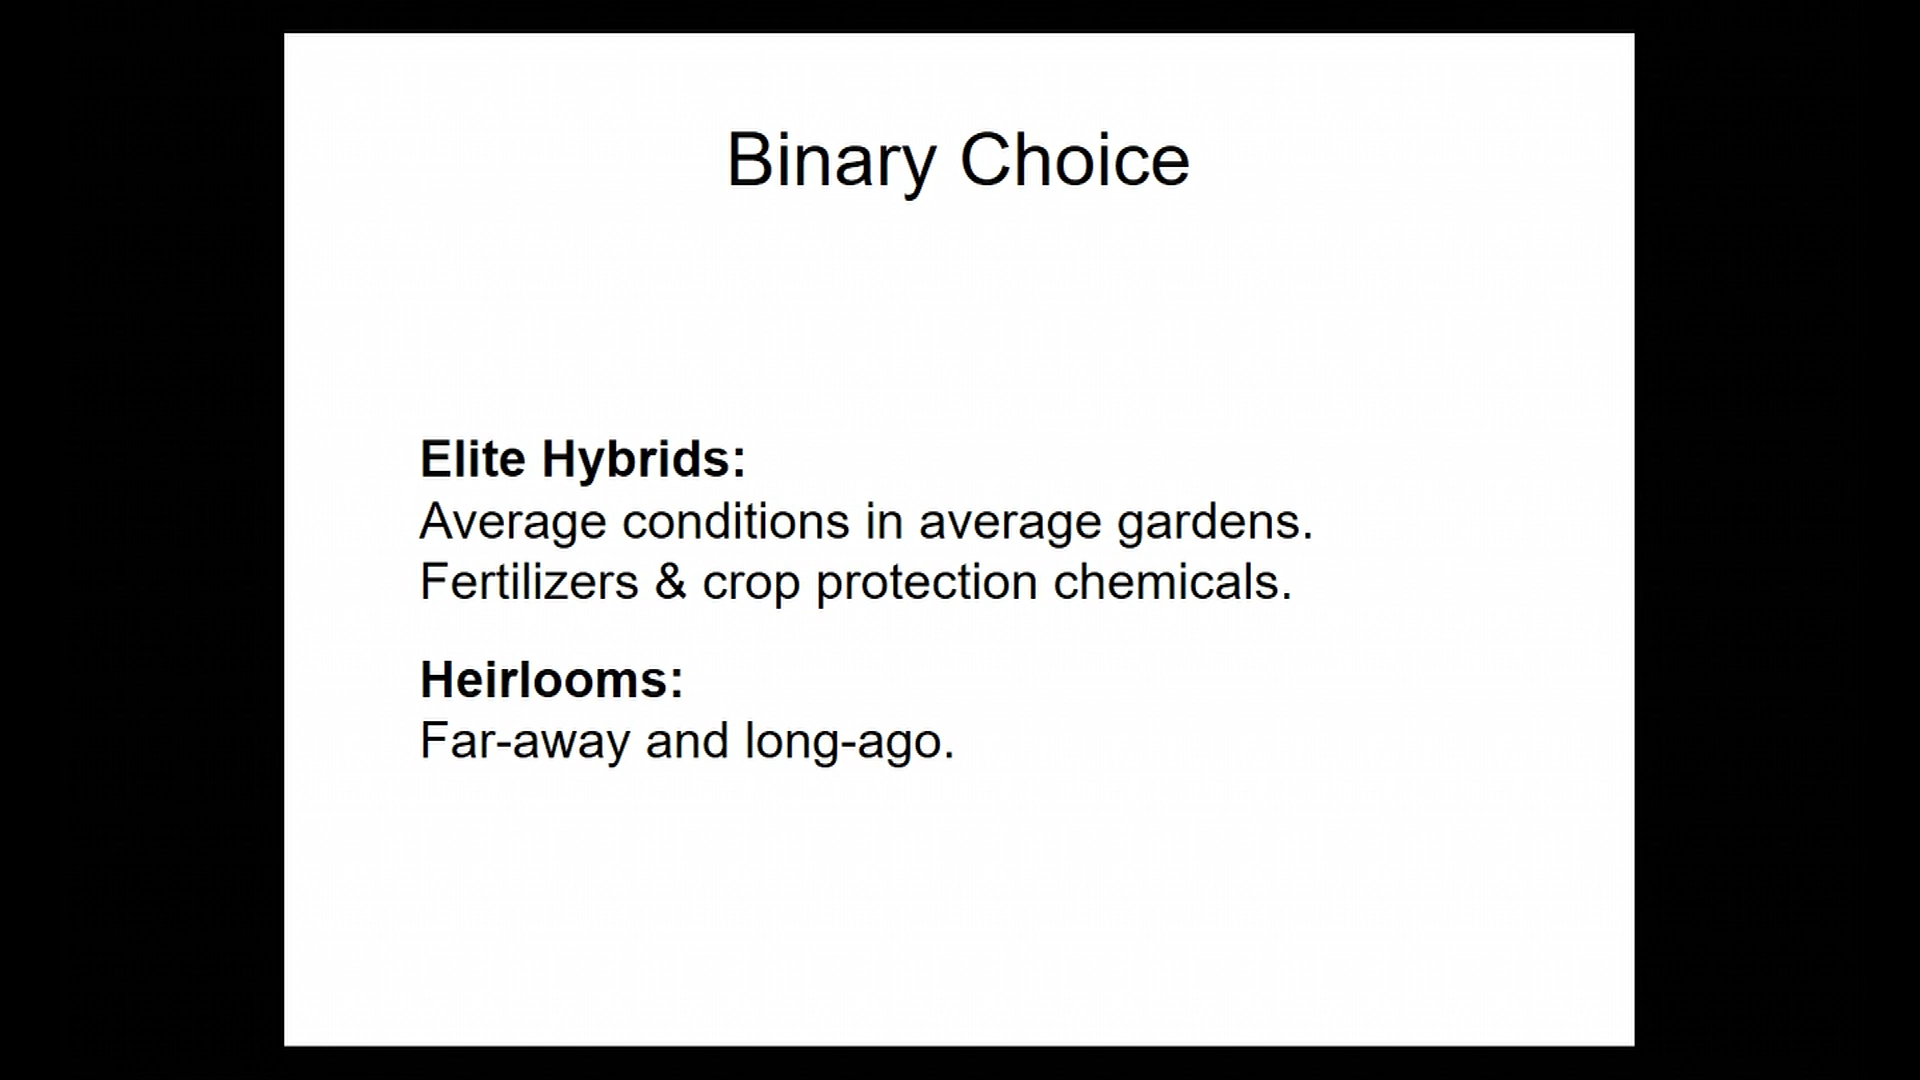 Binary Choice
Elite Hybrids:
Average conditions in average gardens.
Fertilizers & crop protection chemicals.
Heirlooms:
Far-away and long-ago.